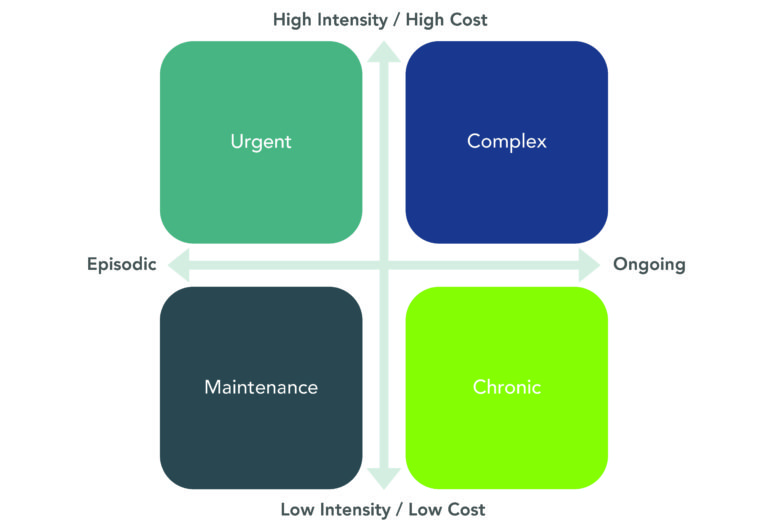 High Intensity / High Cost
Urgent
Complex
Episodic
Ongoing
Maintenance
Chronic
Low Intensity / Low Cost